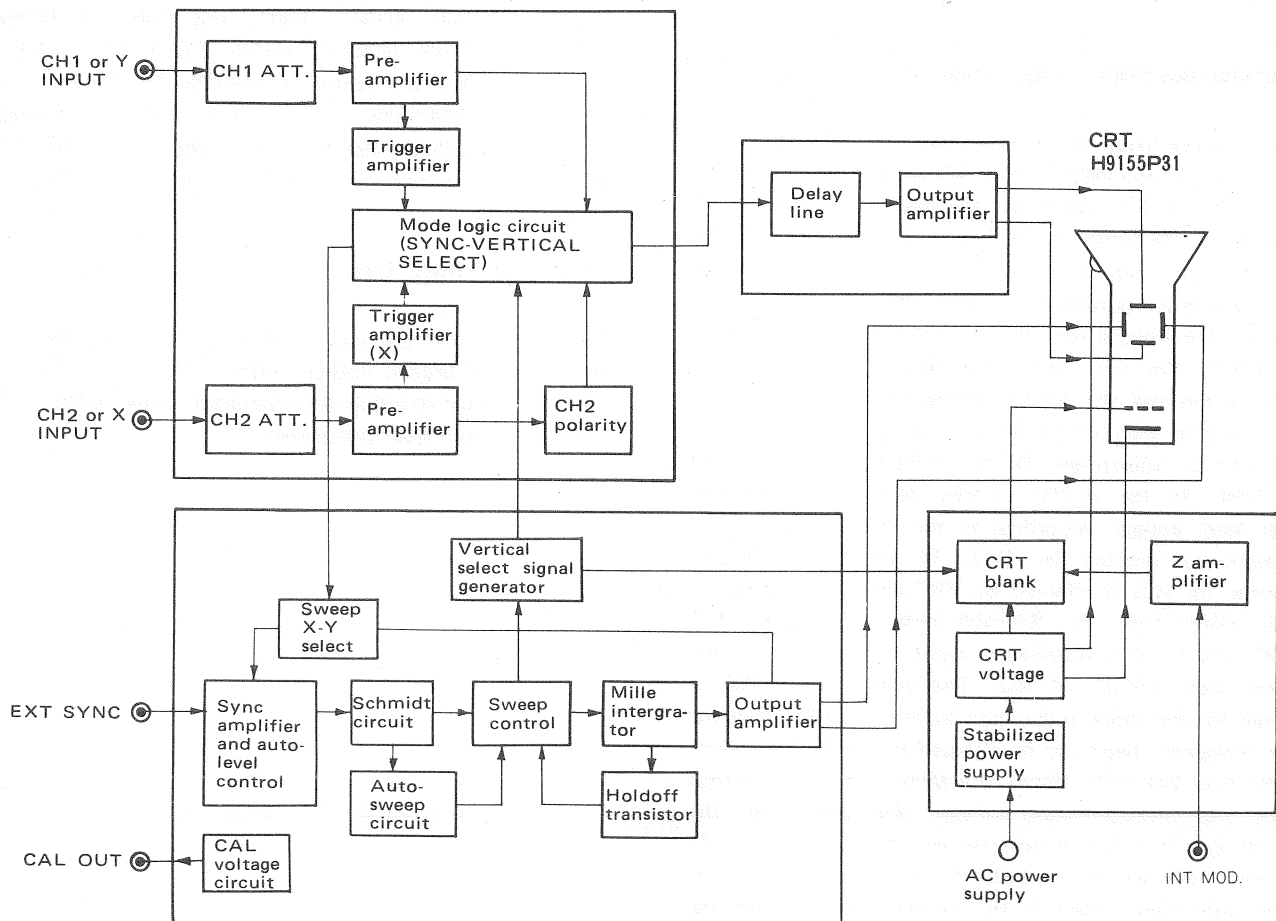 CH1 or Y
INPUT
CH1 ATT.
Pre-
amplifier
Trigger
amplifier
Mode logic circuit
(SYNC-VERTICAL
SELECT)
Trigger
amplifier
(X)
CH2 or X
INPUT
CH2 ATT.
Pre-
amplifier
CH2
polarity
Delay
line
Output
amplifier
CRT
H9155P31
Vertical
select signal
generator
Sweep
X-Y
select
EXT SYNC
Sync
amplifier
and auto-
level
control
Schmidt
circuit
Sweep
control
Mille
intergra-
tor
Output
amplifier
Auto-
sweep
circuit
Holdoff
transistor
CAL OUT
CAL
voltage
circuit
CRT
blank
Z am-
plifier
CRT
voltage
Stabilized
power
supply
AC power
supply
INT MOD.